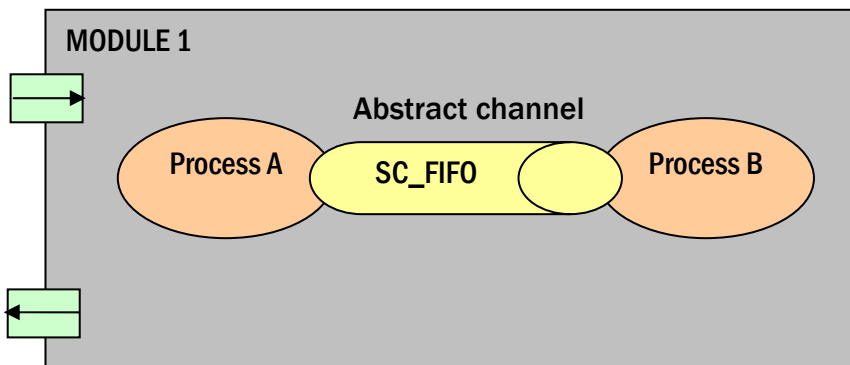 MODULE 1
Abstract channel
Process A
SC_FIFO
Process B